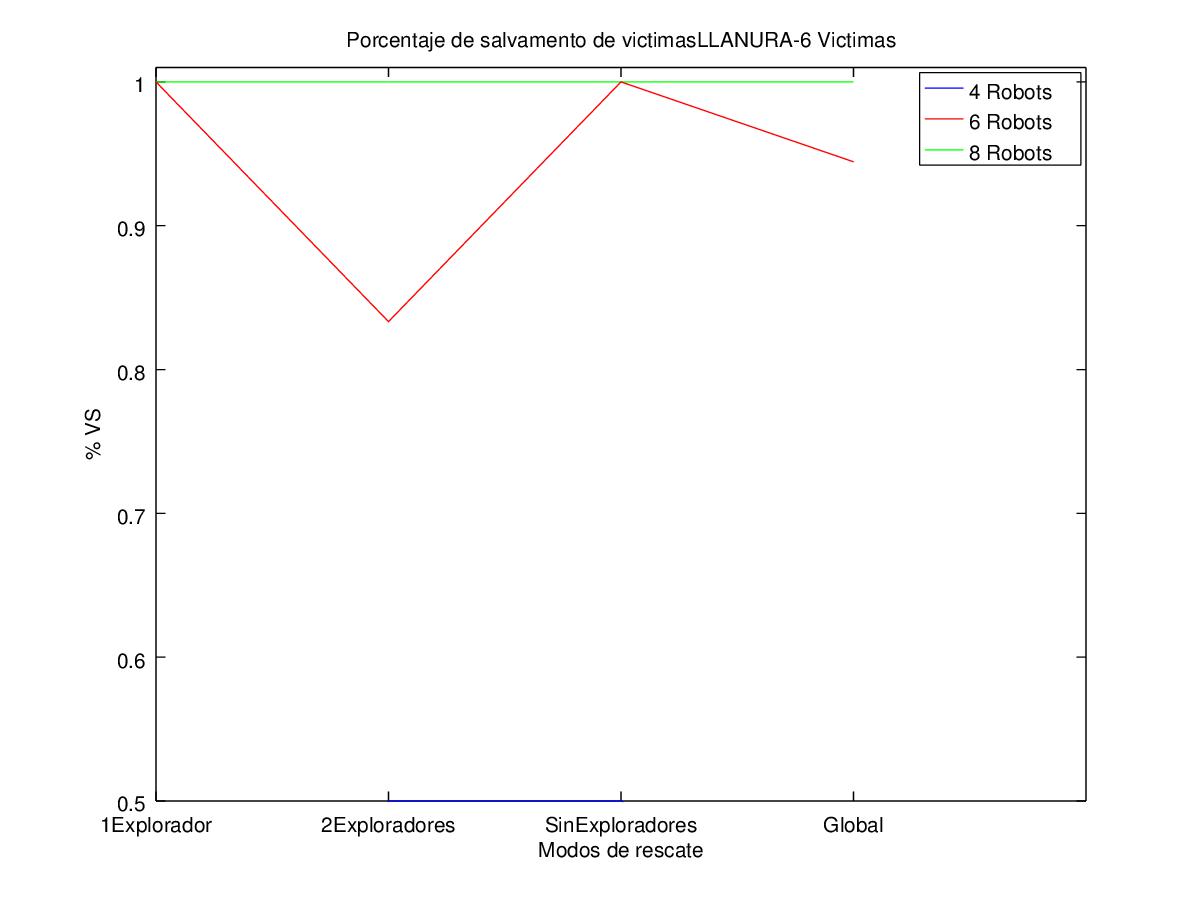 Porcentaje de salvamento de victimasLLANURA-6 Victimas
4 Robots
6 Robots
8 Robots
1
0.9
0.8
0.7
0.6
0.5
% VS
1Explorador
2Exploradores
SinExploradores
Global
Modos de rescate